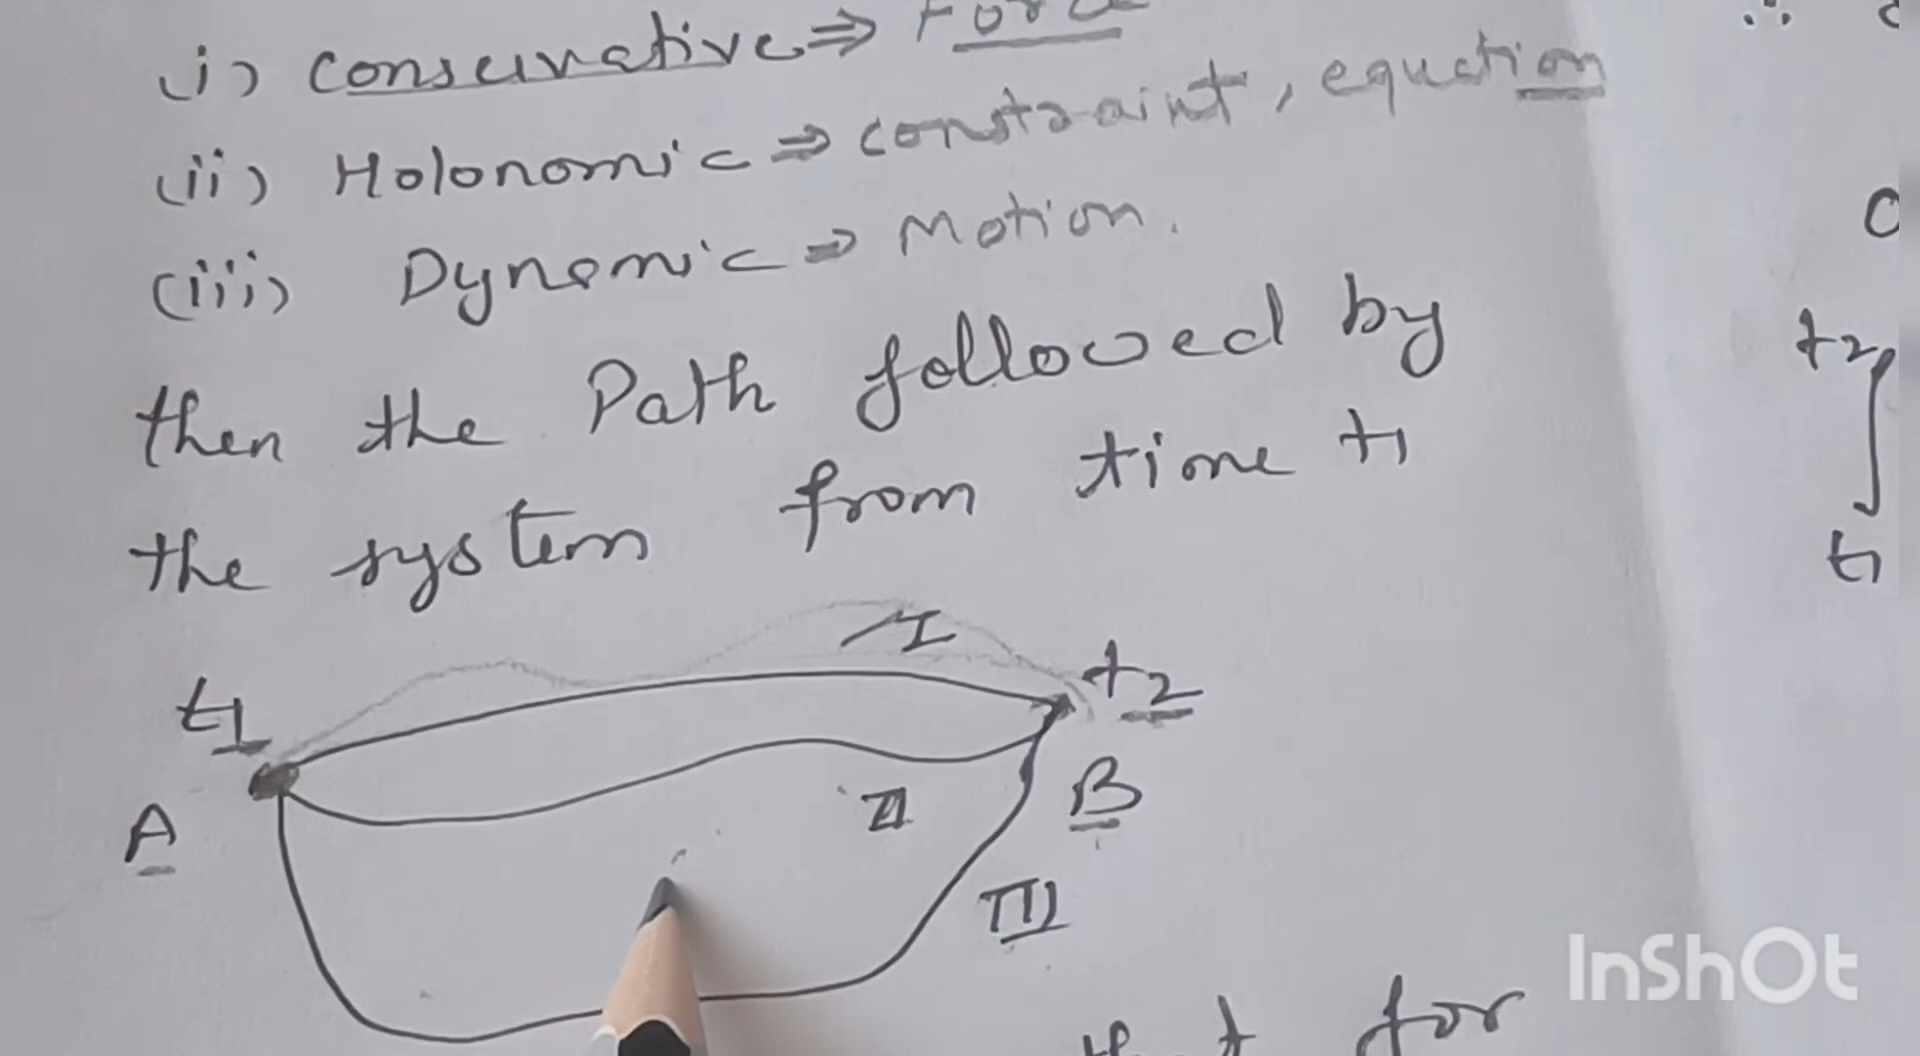 (i) Conservative ⇒ Force
(ii) Holonomic ⇒ constraint, equation
(iii) Dynamic ⇒ Motion.
then the Path followed by
the system from time t1
I
t1
t2
A
B
II
III
for
∴
t2
∫
t1
InShOt